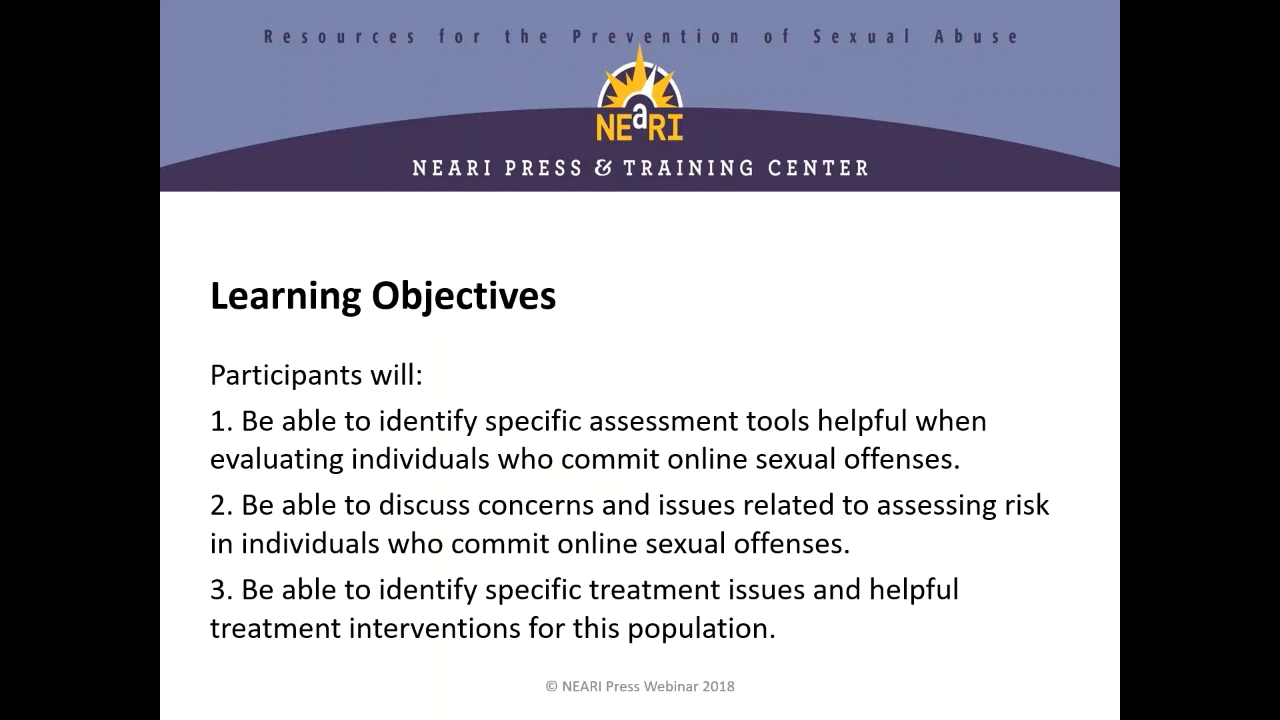 Resources for the Prevention of Sexual Abuse
NEaRI
NEARI PRESS & TRAINING CENTER
Learning Objectives
Participants will:
1. Be able to identify specific assessment tools helpful when
evaluating individuals who commit online sexual offenses.
2. Be able to discuss concerns and issues related to assessing risk
in individuals who commit online sexual offenses.
3. Be able to identify specific treatment issues and helpful
treatment interventions for this population.
© NEARI Press Webinar 2018